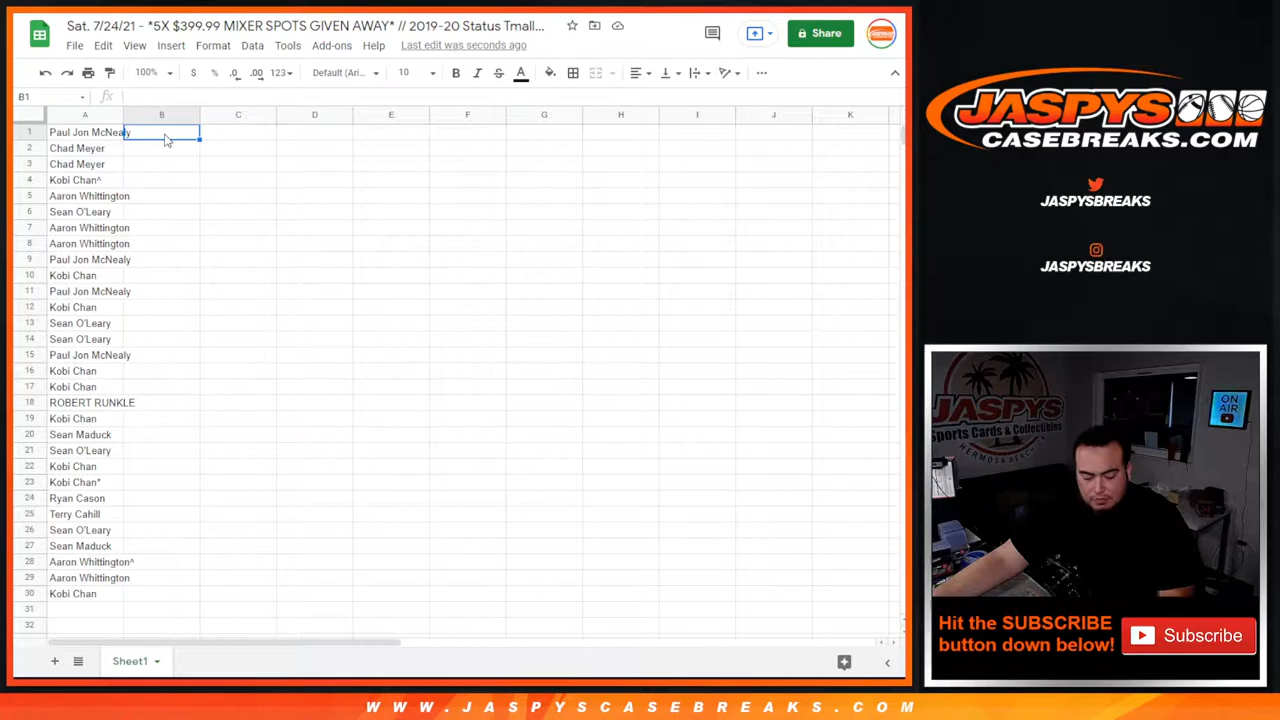 Sat. 7/24/21 - *5X $399.99 MIXER SPOTS GIVEN AWAY* // 2019-20 Status Tmall...
File Edit View Insert Format Data Tools Add-ons Help Last edit was seconds ago
Share
100% $ % .0 .00 123 Default (Ari... 10 B I S A
B1 fx
A B C D E F G H I J K
1 Paul Jon McNealy
2 Chad Meyer
3 Chad Meyer
4 Kobi Chan^
5 Aaron Whittington
6 Sean O'Leary
7 Aaron Whittington
8 Aaron Whittington
9 Paul Jon McNealy
10 Kobi Chan
11 Paul Jon McNealy
12 Kobi Chan
13 Sean O'Leary
14 Sean O'Leary
15 Paul Jon McNealy
16 Kobi Chan
17 Kobi Chan
18 ROBERT RUNKLE
19 Kobi Chan
20 Sean Maduck
21 Sean O'Leary
22 Kobi Chan
23 Kobi Chan*
24 Ryan Cason
25 Terry Cahill
26 Sean O'Leary
27 Sean Maduck
28 Aaron Whittington^
29 Aaron Whittington
30 Kobi Chan
31
32
Sheet1
JASPYS
CASEBREAKS.COM
JASPYSBREAKS
JASPYSBREAKS
JASPYS
Sports Cards & Collectibles
HERMOSA BEACH
ON
AIR
Hit the SUBSCRIBE
button down below!
Subscribe
WWW.JASPYSCASEBREAKS.COM